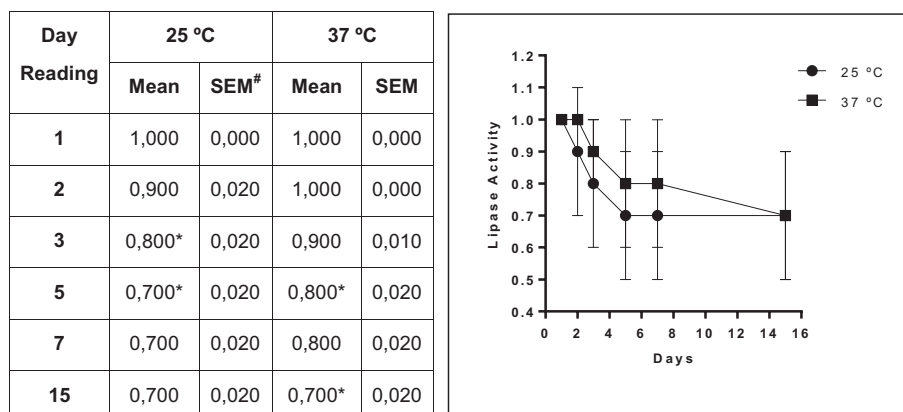 Day Reading 25 ºC 37 ºC
Mean SEM# Mean SEM
1 1,000 0,000 1,000 0,000
2 0,900 0,020 1,000 0,000
3 0,800* 0,020 0,900 0,010
5 0,700* 0,020 0,800* 0,020
7 0,700 0,020 0,800 0,020
15 0,700 0,020 0,700* 0,020
Lipase Activity
1.2
1.1
1.0
0.9
0.8
0.7
0.6
0.5
0.4
0 2 4 6 8 10 12 14 16
Days
25 ºC
37 ºC